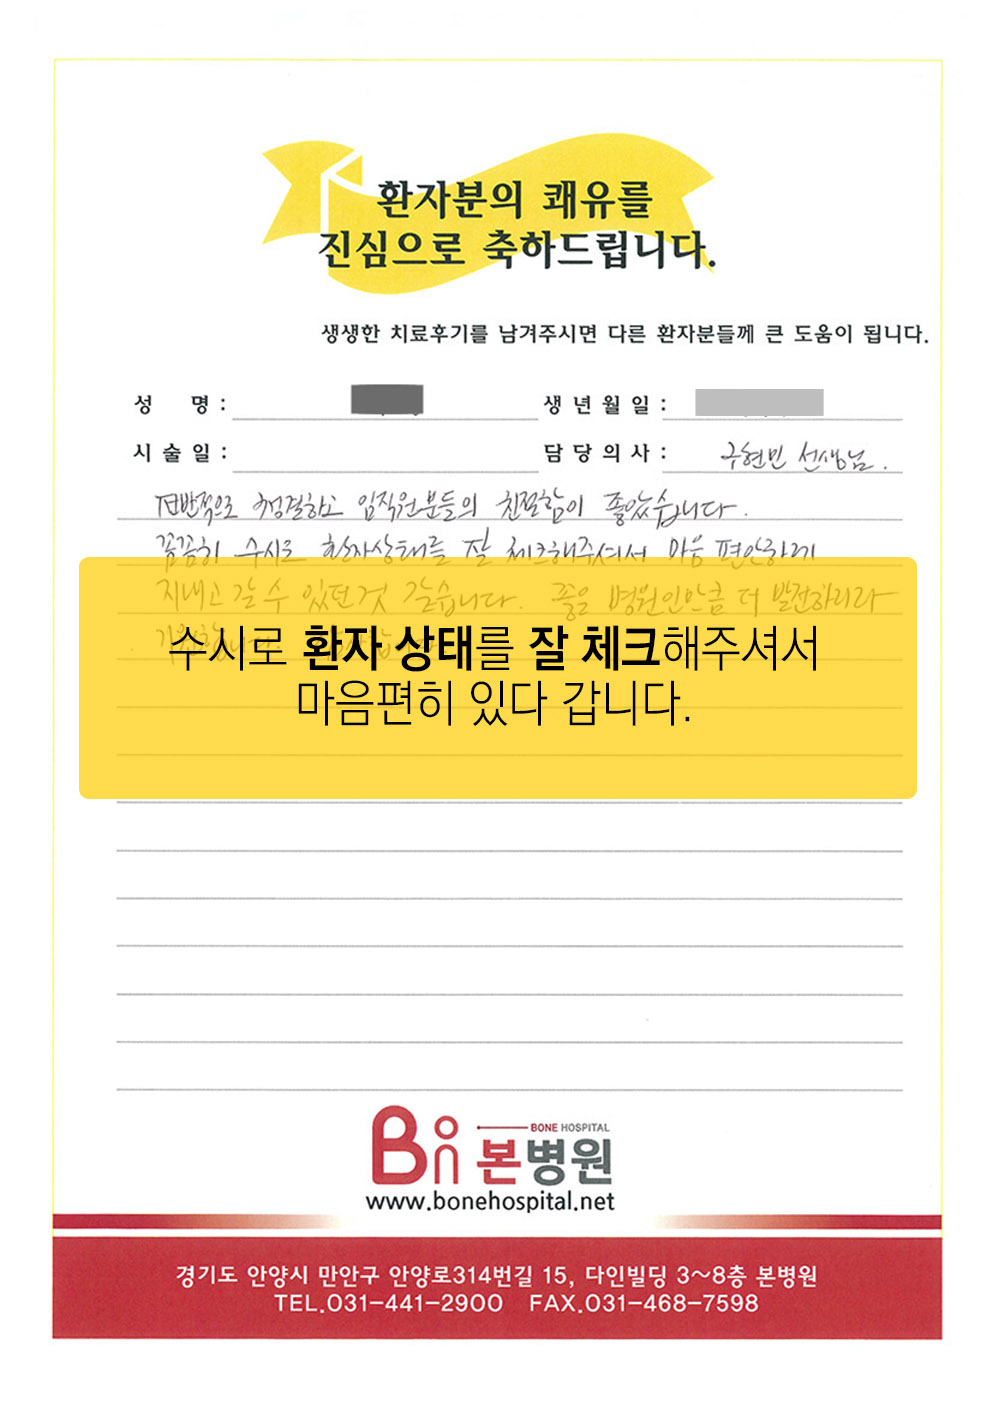 환자분의 쾌유를
진심으로 축하드립니다.
생생한 치료후기를 남겨주시면 다른 환자분들께 큰 도움이 됩니다.
성 명 : 생년월일 :
시술일 : 담당의사 : 구현민 선생님.
전반적으로 청결하고 임직원분들의 친절함이 좋았습니다.
꼼꼼히 수시로 환자상태를 잘 체크해주셔서 마음 편안하게
지내고 갈 수 있던것 같습니다. 좋은 병원인만큼 더 발전하리라
수시로 환자 상태를 잘 체크해주셔서
마음편히 있다 갑니다.
BONE HOSPITAL
본병원
www.bonehospital.net
경기도 안양시 만안구 안양로314번길 15, 다인빌딩 3~8층 본병원
TEL.031-441-2900 FAX.031-468-7598